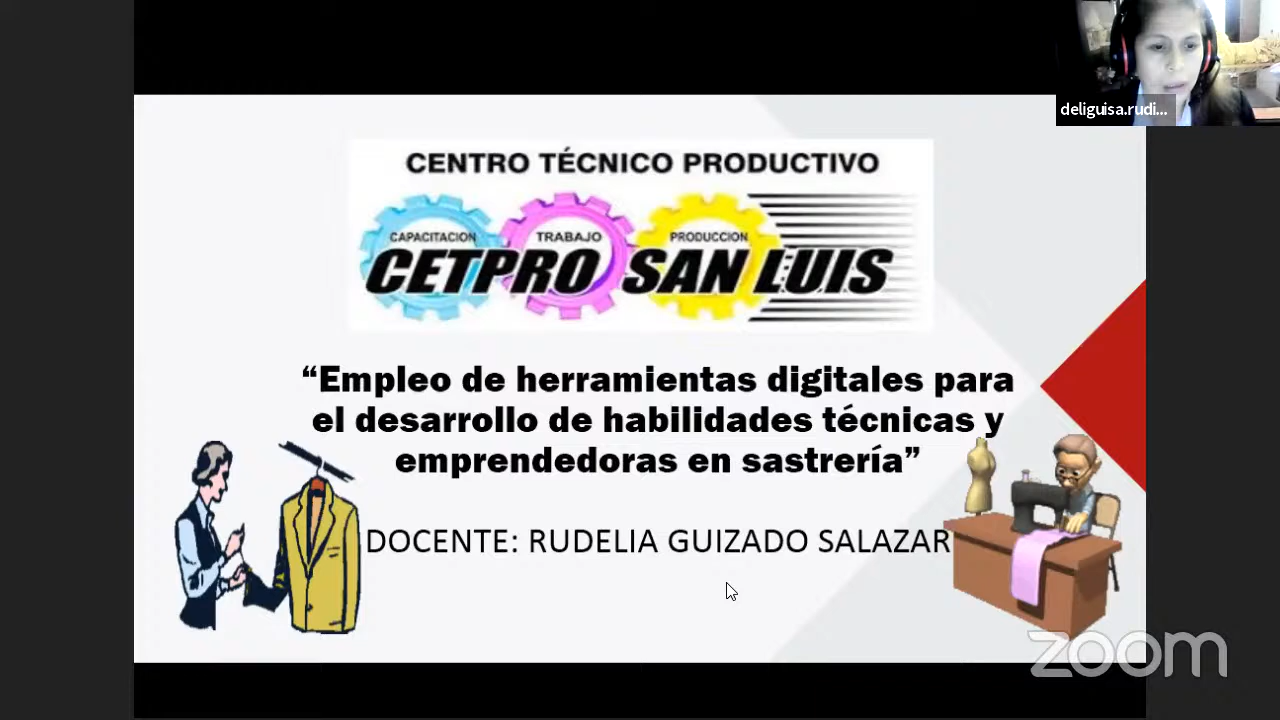 deligisa.rudi...
CENTRO TÉCNICO PRODUCTIVO
CAPACITACION
TRABAJO
PRODUCCION
CETPRO SAN LUIS
“Empleo de herramientas digitales para
el desarrollo de habilidades técnicas y
emprendedoras en sastrería”
DOCENTE: RUDELIA GUIZADO SALAZAR
zoom